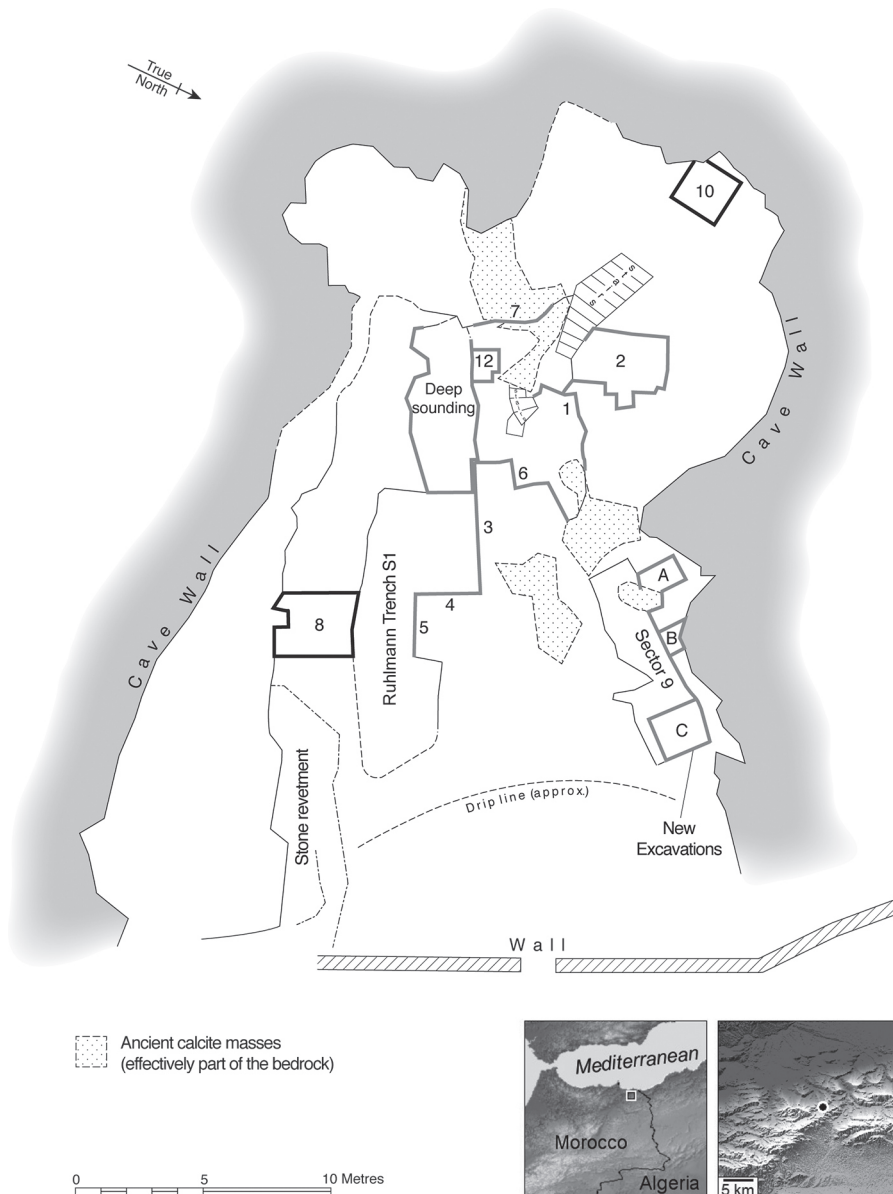 True
North
10
s-t-a-i-r-s
7
12
2
Deep
sounding
1
Cave Wall
6
3
A
Cave Wall
Ruhlmann Trench S1
4
8
5
B
Sector 9
C
Stone revetment
Drip line (approx.)
New
Excavations
Wall
Ancient calcite masses
(effectively part of the bedrock)
Mediterranean
Morocco
Algeria
0 5 10 Metres
5 km